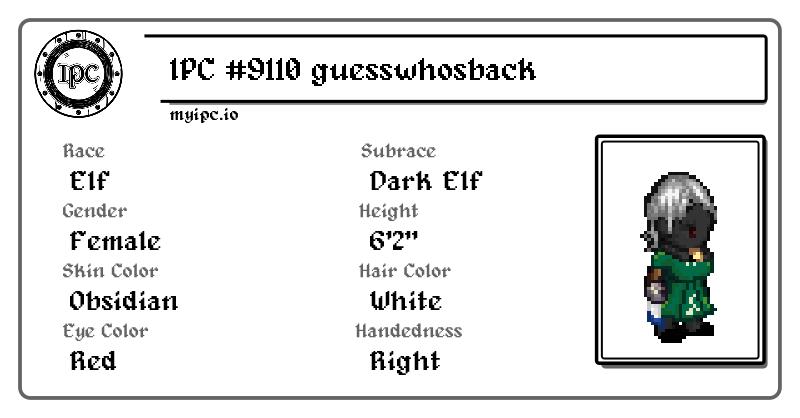 IPC
IPC #9110 guesswhosback
myipc.io
Race
Elf
Subrace
Dark Elf
Gender
Female
Height
6'2"
Skin Color
Obsidian
Hair Color
White
Eye Color
Red
Handedness
Right